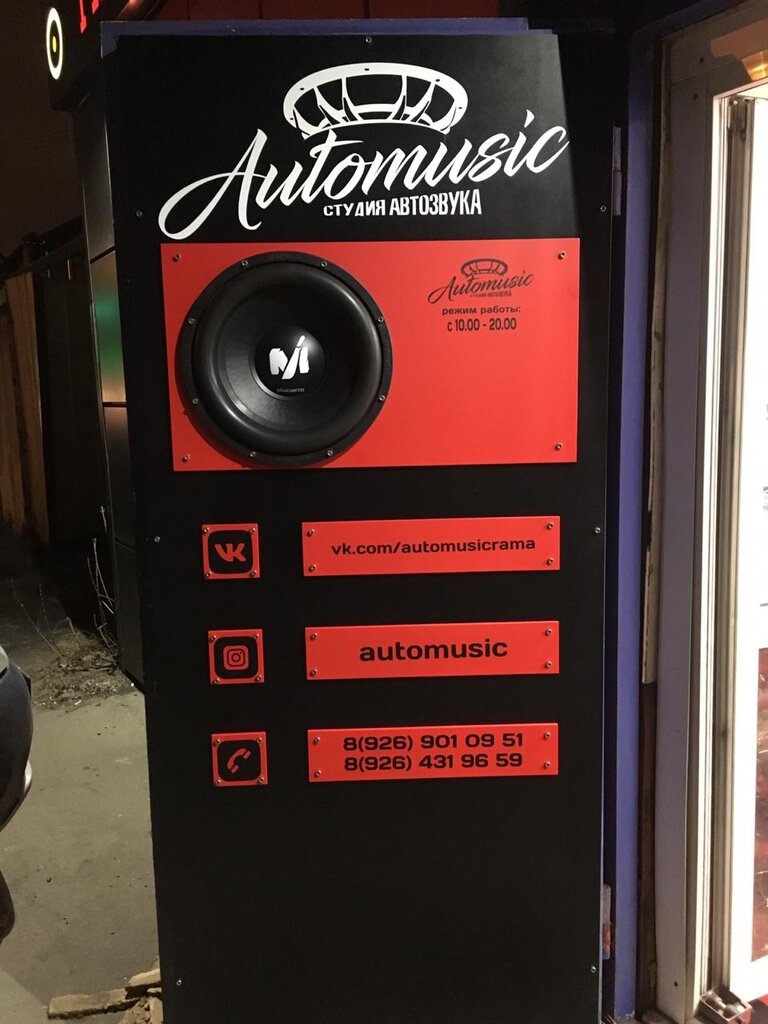 Automusic
СТУДИЯ АВТОЗВУКА
Automusic
СТУДИЯ АВТОЗВУКА
режим работы:
с 10.00 - 20.00
MACHETE
vk.com/automusicrama
automusic
8(926) 901 09 51
8(926) 431 96 59